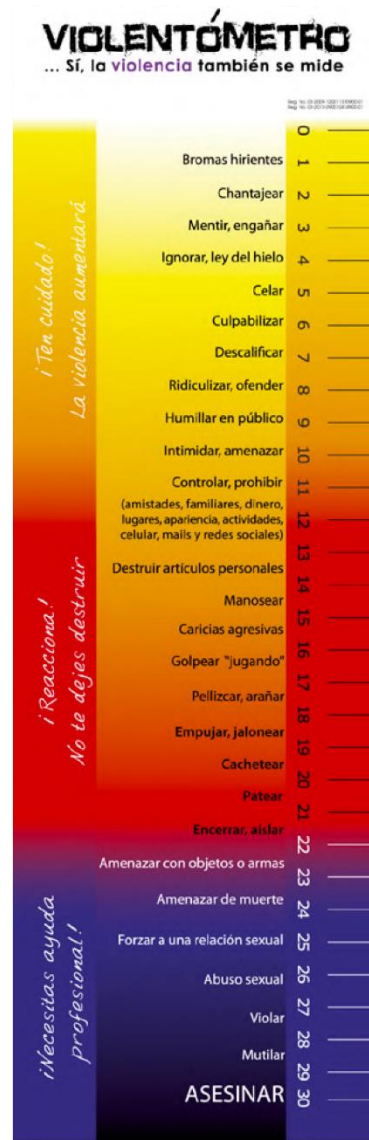 VIOLENTÓMETRO
... Sí, la violencia también se mide
0
Bromas hirientes 1
Chantajear 2
Mentir, engañar 3
Ignorar, ley del hielo 4
Celar 5
Culpabilizar 6
Descalificar 7
Ridiculizar, ofender 8
Humillar en público 9
Intimidar, amenazar 10
Controlar, prohibir 11
(amistades, familiares, dinero,
lugares, apariencia, actividades, 12
celular, mails y redes sociales)
13
Destruir artículos personales
14
Manosear
15
Caricias agresivas
16
Golpear "jugando"
17
Pellizcar, arañar
18
Empujar, jalonear
19
Cachetear
20
Patear
21
Encerrar, aislar
22
Amenazar con objetos o armas
23
Amenazar de muerte
24
Forzar a una relación sexual 25
Abuso sexual 26
27
Violar
28
Mutilar
29
ASESINAR 30
¡Ten cuidado!
La violencia aumentará
¡Reacciona!
No te dejes destruir
¡Necesitas ayuda
profesional!